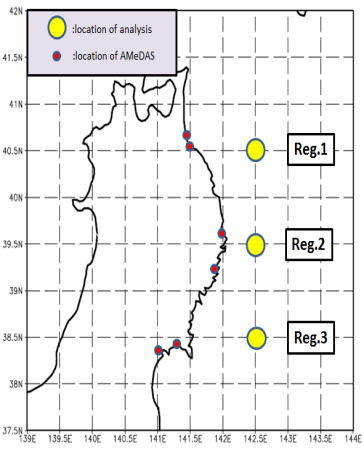 42N
:location of analysis
:location of AMeDAS
41.5N
41N
40.5N
Reg.1
40N
39.5N
Reg.2
39N
38.5N
Reg.3
38N
37.5N
139E 139.5E 140E 140.5E 141E 141.5E 142E 142.5E 143E 143.5E 144E